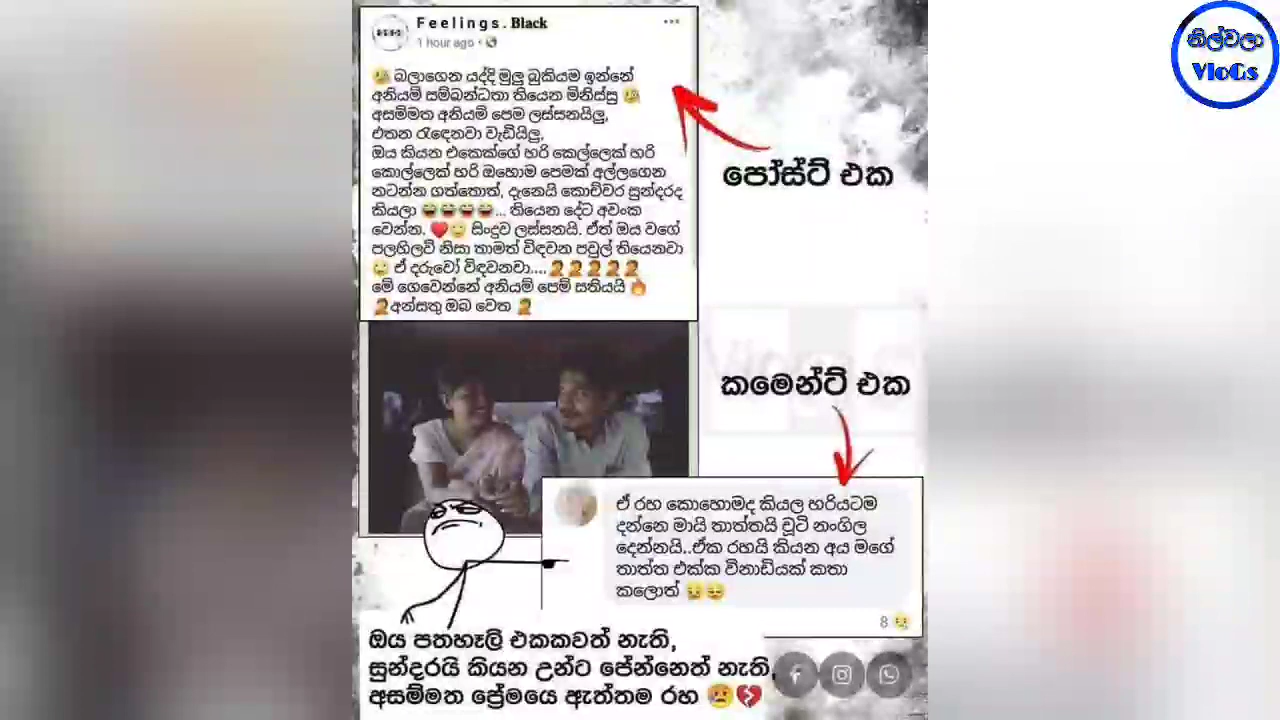 Feelings.Black
1 hour ago
නිල්වලා
VloGs
🥲 බලාගෙන යද්දි මුලු බුකියම ඉන්නේ
අනියම් සම්බන්ධතා තියෙන මිනිස්සු 🥲
අසම්මත අනියම් පෙම ලස්සනයිලු,
එතන රැඳෙනවා වැඩියිලු,
ඔය කියන එකෙක්ගේ හරි කෙල්ලෙක් හරි
කොල්ලෙක් හරි ඔහොම පෙමක් අල්ලගෙන
නටන්න ගත්තොත්, දැනෙයි කොච්චර සුන්දරද
කියලා 😂😂😂😂... තියෙන දේට අවංක
වෙන්න. ❤️🙂 සිංදුව ලස්සනයි. ඒත් ඔය වගේ
පලහිලව් නිසා තාමත් විඳවන පවුල් තියෙනවා
🙂 ඒ දරුවෝ විඳවනවා....🤦🤦🤦🤦🤦
මේ ගෙවෙන්නේ අනියම් පෙම් සතියයි 🔥
🤦අන්සතු ඔබ වෙත 🤦
පෝස්ට් එක
කමෙන්ට් එක
ඒ රහ කොහොමද කියල හරියටම
දන්නෙ මායි තාත්තයි චූටි නංගිල
දෙන්නයි..ඒක රහයි කියන අය මගේ
තාත්ත එක්ක විනාඩියක් කතා
කලොත් 😔😔
8
ඔය පතහෑලි එකකවත් නැති,
සුන්දරයි කියන උන්ට පේන්නෙත් නැති,
අසම්මත ප්‍රේමයෙ ඇත්තම රහ 😢💔